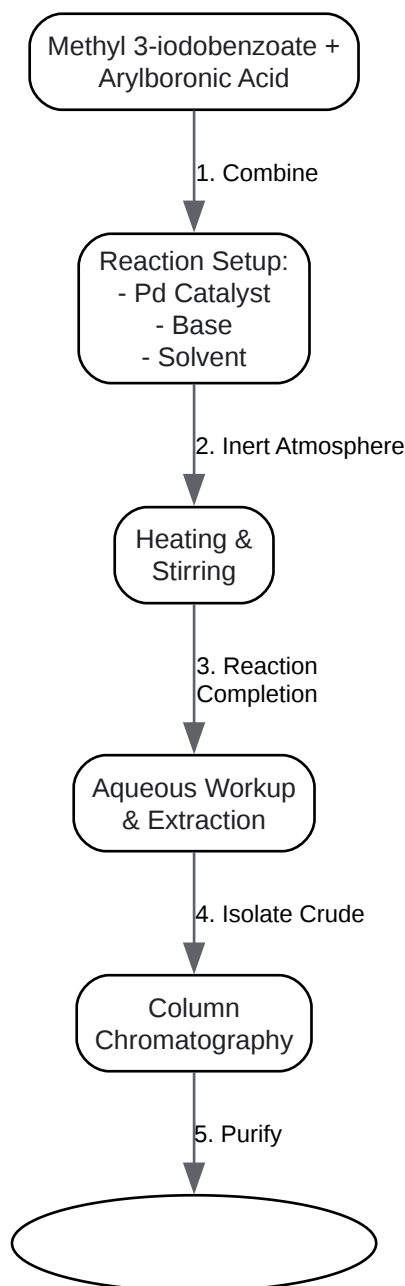 Methyl 3-iodobenzoate +
Arylboronic Acid
1. Combine
Reaction Setup:
- Pd Catalyst
- Base
- Solvent
2. Inert Atmosphere
Heating &
Stirring
3. Reaction
Completion
Aqueous Workup
& Extraction
4. Isolate Crude
Column
Chromatography
5. Purify